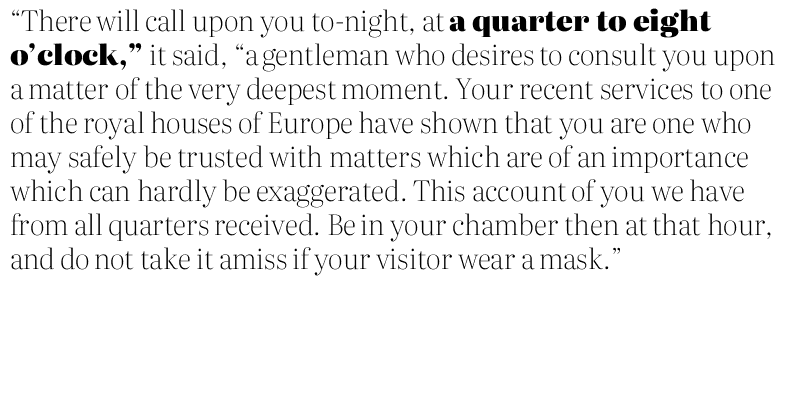 “There will call upon you to-night, at a quarter to eight
o’clock,” it said, “a gentleman who desires to consult you upon
a matter of the very deepest moment. Your recent services to one
of the royal houses of Europe have shown that you are one who
may safely be trusted with matters which are of an importance
which can hardly be exaggerated. This account of you we have
from all quarters received. Be in your chamber then at that hour,
and do not take it amiss if your visitor wear a mask.”